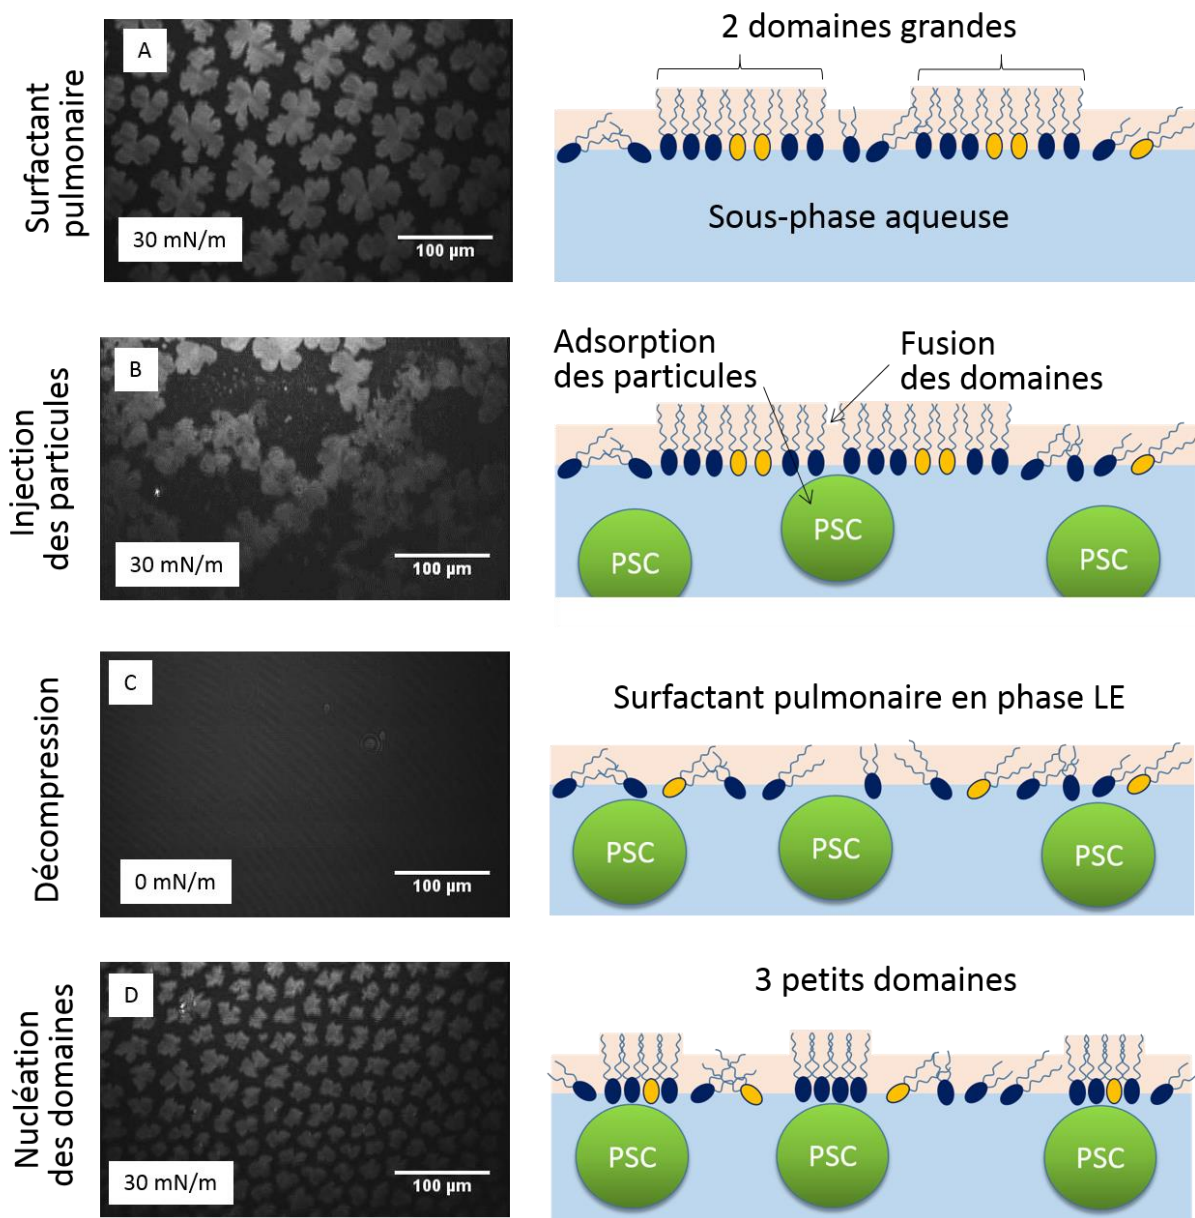 Surfactant
pulmonaire
A
30 mN/m
100 µm
2 domaines grandes
Sous-phase aqueuse
Injection
des particules
B
30 mN/m
100 µm
Adsorption
des particules
Fusion
des domaines
PSC
PSC
PSC
Décompression
C
0 mN/m
100 µm
Surfactant pulmonaire en phase LE
PSC
PSC
PSC
Nucléation
des domaines
D
30 mN/m
100 µm
3 petits domaines
PSC
PSC
PSC